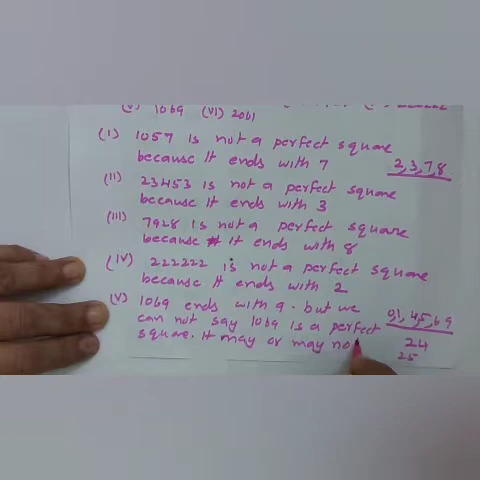 (V) 1069 (VI) 2061
(I) 1057 is not a perfect square
because it ends with 7
2,3,7,8
(II) 23453 is not a perfect square
because it ends with 3
(III) 7928 is not a perfect square
because it ends with 8
(IV) 222222 is not a perfect square
because it ends with 2
(V) 1069 ends with 9. but we
can not say 1069 is a perfect
square. It may or may no
0,1,4,5,6 9
24
25